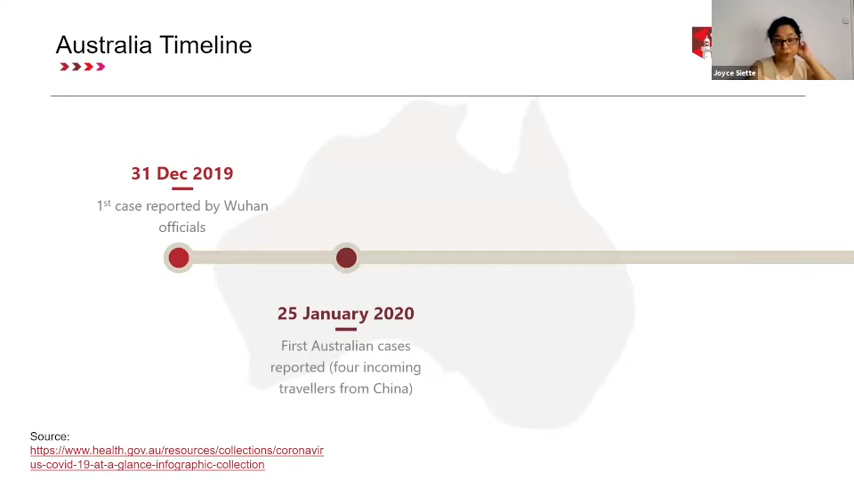 Australia Timeline
Joyce Siette
31 Dec 2019
1st case reported by Wuhan
officials
25 January 2020
First Australian cases
reported (four incoming
travellers from China)
Source:
https://www.health.gov.au/resources/collections/coronavir
us-covid-19-at-a-glance-infographic-collection